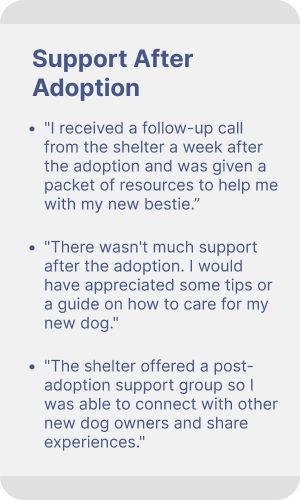 Support After
Adoption
• "I received a follow-up call
from the shelter a week after
the adoption and was given a
packet of resources to help me
with my new bestie.”
• "There wasn't much support
after the adoption. I would
have appreciated some tips or
a guide on how to care for my
new dog."
• "The shelter offered a post-
adoption support group so I
was able to connect with other
new dog owners and share
experiences."